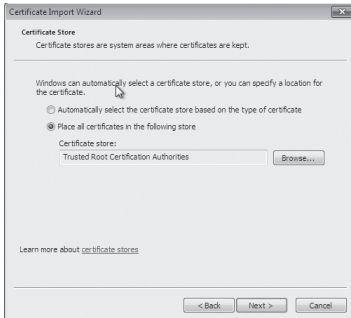 Certificate Import Wizard
Certificate Store
Certificate stores are system areas where certificates are kept.
Windows can automatically select a certificate store, or you can specify a location for
the certificate.
Automatically select the certificate store based on the type of certificate
Place all certificates in the following store
Certificate store:
Trusted Root Certification Authorities
Browse...
Learn more about certificate stores
< Back
Next >
Cancel